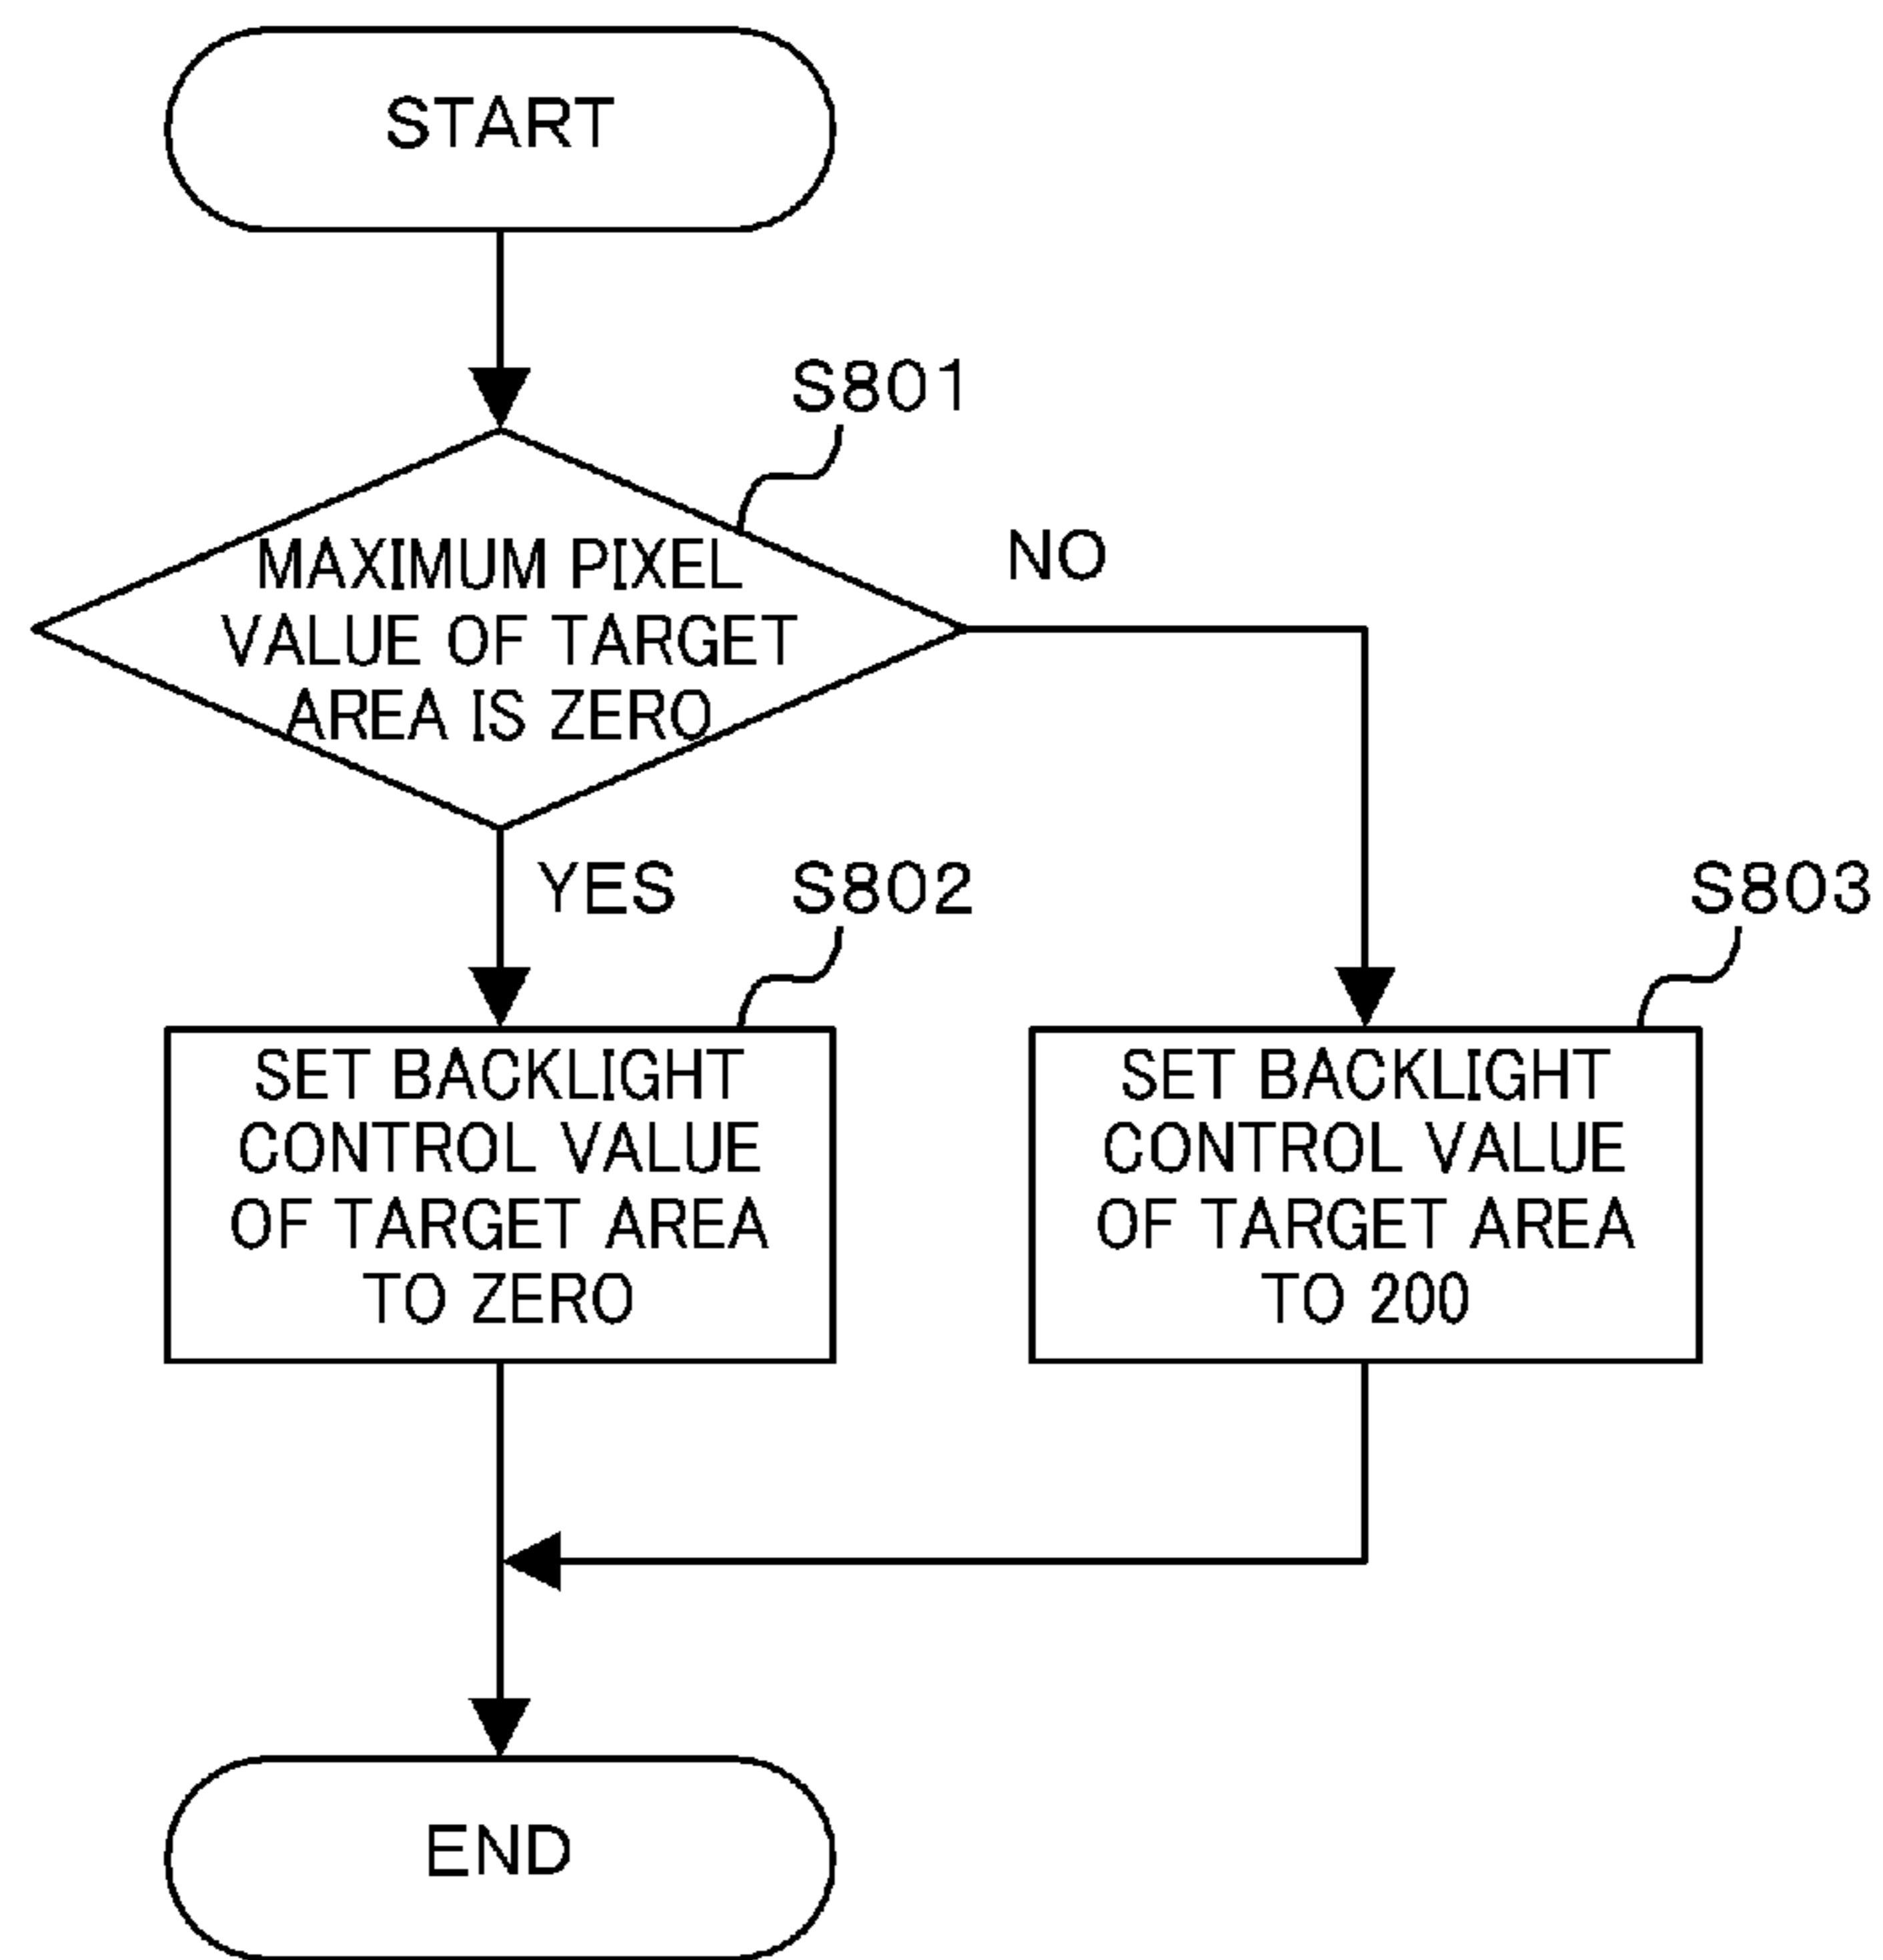 START
S801
MAXIMUM PIXEL
VALUE OF TARGET
AREA IS ZERO
NO
YES
S802
S803
SET BACKLIGHT
CONTROL VALUE
OF TARGET AREA
TO ZERO
SET BACKLIGHT
CONTROL VALUE
OF TARGET AREA
TO 200
END